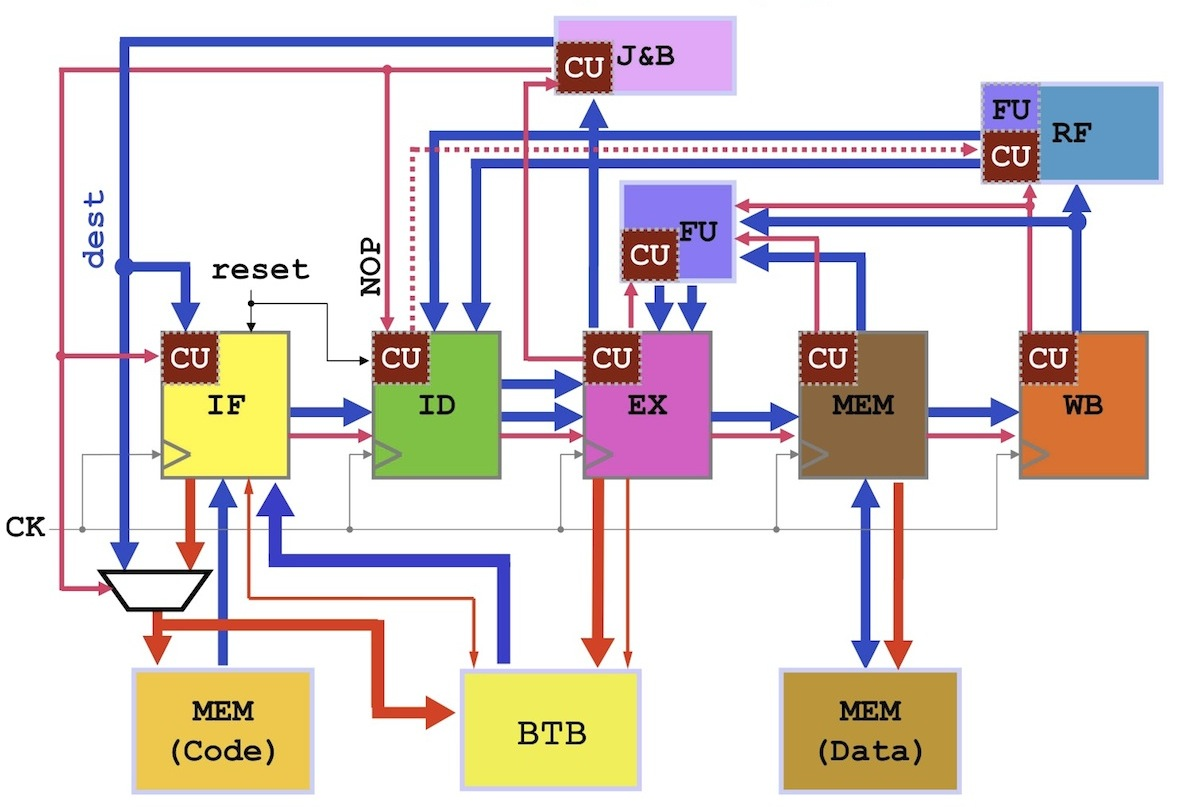 J&B
CU
FU
RF
CU
dest
FU
CU
NOP
reset
CU
IF
CU
ID
CU
EX
CU
MEM
CU
WB
CK
MEM
(Code)
BTB
MEM
(Data)